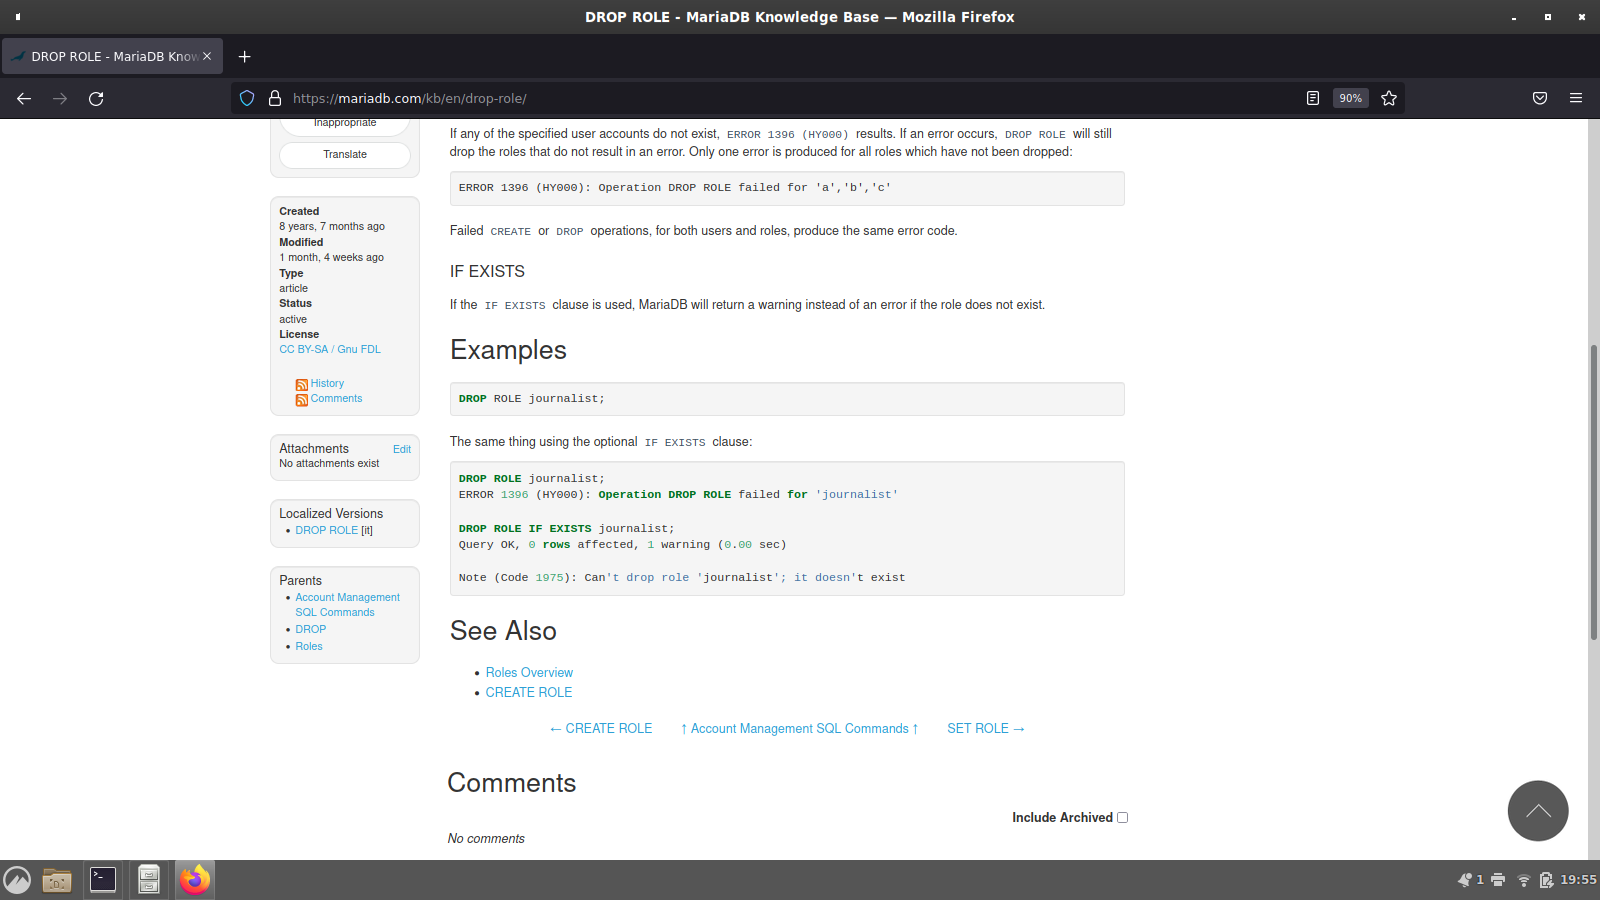 DROP ROLE - MariaDB Knowledge Base — Mozilla Firefox
DROP ROLE - MariaDB Know
https://mariadb.com/kb/en/drop-role/
90%
Inappropriate
Translate
Created
8 years, 7 months ago
Modified
1 month, 4 weeks ago
Type
article
Status
active
License
CC BY-SA / Gnu FDL
History
Comments
Attachments Edit
No attachments exist
Localized Versions
• DROP ROLE [it]
Parents
• Account Management
SQL Commands
• DROP
• Roles
If any of the specified user accounts do not exist, ERROR 1396 (HY000) results. If an error occurs, DROP ROLE will still
drop the roles that do not result in an error. Only one error is produced for all roles which have not been dropped:
ERROR 1396 (HY000): Operation DROP ROLE failed for 'a','b','c'
Failed CREATE or DROP operations, for both users and roles, produce the same error code.
IF EXISTS
If the IF EXISTS clause is used, MariaDB will return a warning instead of an error if the role does not exist.
Examples
DROP ROLE journalist;
The same thing using the optional IF EXISTS clause:
DROP ROLE journalist;
ERROR 1396 (HY000): Operation DROP ROLE failed for 'journalist'
DROP ROLE IF EXISTS journalist;
Query OK, 0 rows affected, 1 warning (0.00 sec)
Note (Code 1975): Can't drop role 'journalist'; it doesn't exist
See Also
• Roles Overview
• CREATE ROLE
← CREATE ROLE ↑ Account Management SQL Commands ↑ SET ROLE →
Comments
Include Archived
No comments
1 19:55